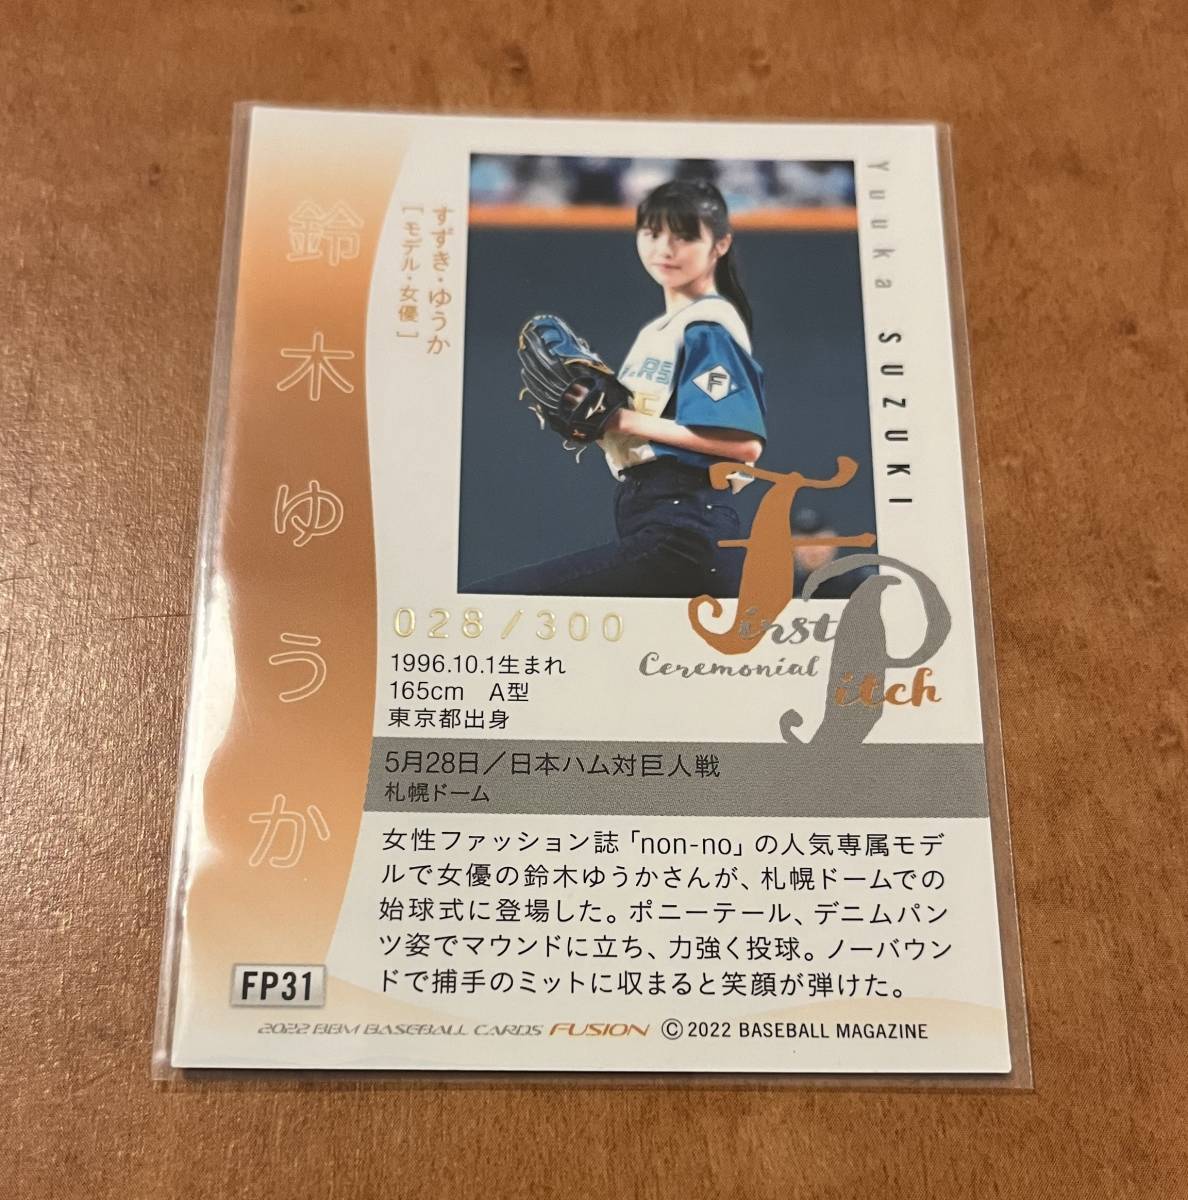 鈴木ゆうか
すずき・ゆうか
[モデル・女優]
Yuuka SUZUKI
F
First
Ceremonial
Pitch
028/300
1996.10.1生まれ
165cm A型
東京都出身
5月28日／日本ハム対巨人戦
札幌ドーム
女性ファッション誌「non-no」の人気専属モデ
ルで女優の鈴木ゆうかさんが、札幌ドームでの
始球式に登場した。ポニーテール、デニムパン
ツ姿でマウンドに立ち、力強く投球。ノーバウン
ドで捕手のミットに収まると笑顔が弾けた。
FP31
2022 BBM BASEBALL CARDS FUSION © 2022 BASEBALL MAGAZINE